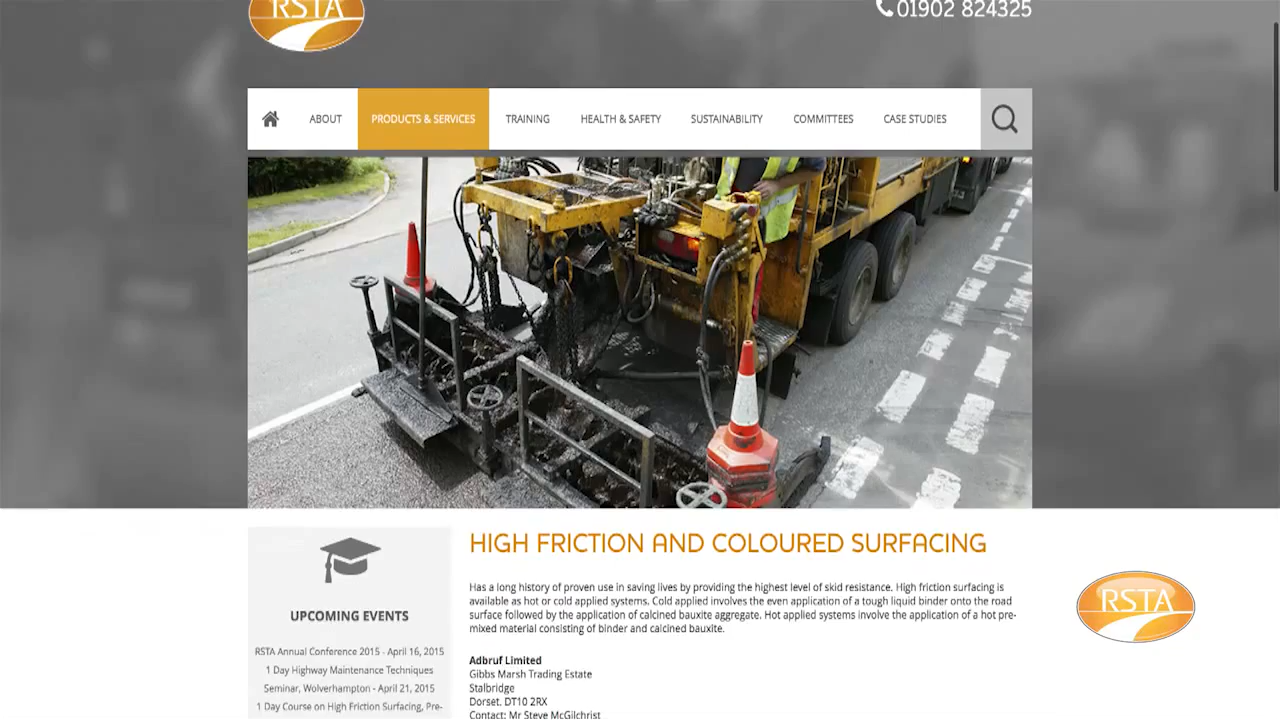 RSTA
01902 824325
ABOUT
PRODUCTS & SERVICES
TRAINING
HEALTH & SAFETY
SUSTAINABILITY
COMMITTEES
CASE STUDIES
UPCOMING EVENTS
RSTA Annual Conference 2015 - April 16, 2015
1 Day Highway Maintenance Techniques
Seminar, Wolverhampton - April 21, 2015
1 Day Course on High Friction Surfacing, Pre-
HIGH FRICTION AND COLOURED SURFACING
Has a long history of proven use in saving lives by providing the highest level of skid resistance. High friction surfacing is
available as hot or cold applied systems. Cold applied involves the even application of a tough liquid binder onto the road
surface followed by the application of calcined bauxite aggregate. Hot applied systems involve the application of a hot pre-
mixed material consisting of binder and calcined bauxite.
Adbruf Limited
Gibbs Marsh Trading Estate
Stalbridge
Dorset. DT10 2RX
Contact: Mr Steve McGilchrist
RSTA